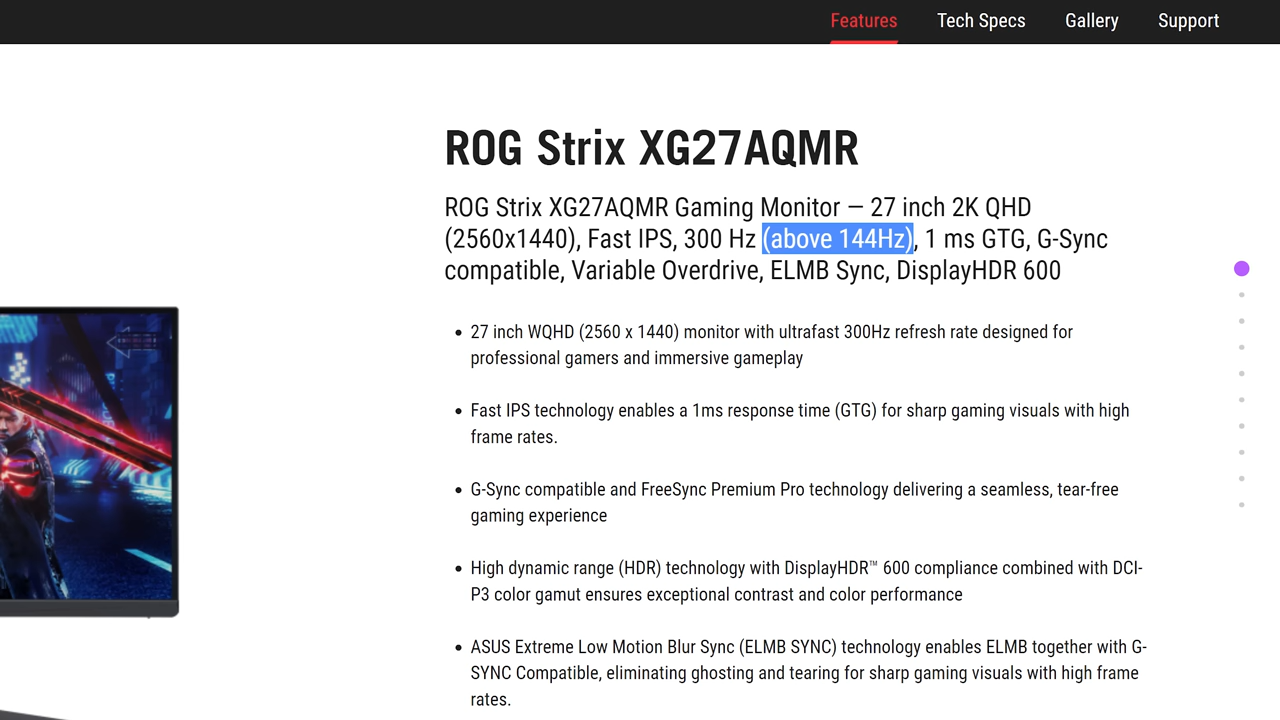 Features Tech Specs Gallery Support
ROG Strix XG27AQMR
ROG Strix XG27AQMR Gaming Monitor — 27 inch 2K QHD
(2560x1440), Fast IPS, 300 Hz (above 144Hz), 1 ms GTG, G-Sync
compatible, Variable Overdrive, ELMB Sync, DisplayHDR 600
• 27 inch WQHD (2560 x 1440) monitor with ultrafast 300Hz refresh rate designed for
professional gamers and immersive gameplay
• Fast IPS technology enables a 1ms response time (GTG) for sharp gaming visuals with high
frame rates.
• G-Sync compatible and FreeSync Premium Pro technology delivering a seamless, tear-free
gaming experience
• High dynamic range (HDR) technology with DisplayHDR™ 600 compliance combined with DCI-
P3 color gamut ensures exceptional contrast and color performance
• ASUS Extreme Low Motion Blur Sync (ELMB SYNC) technology enables ELMB together with G-
SYNC Compatible, eliminating ghosting and tearing for sharp gaming visuals with high frame
rates.